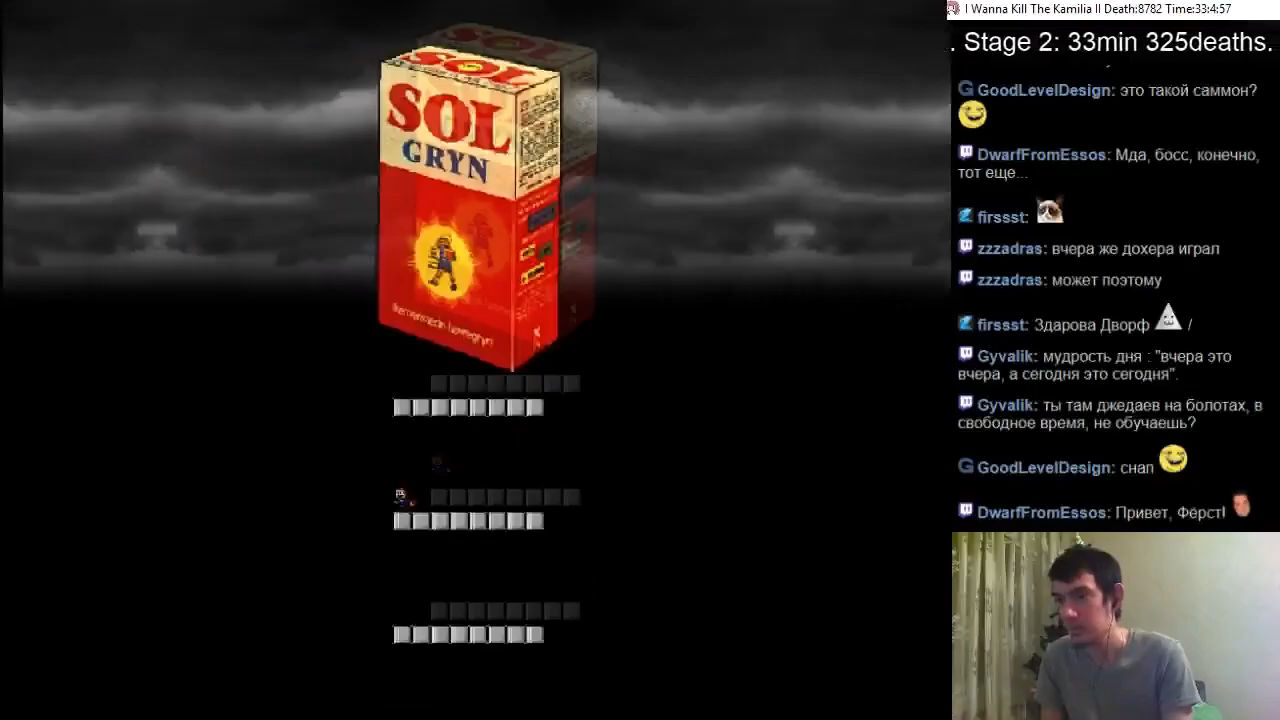 I Wanna Kill The Kamilia II Death:8782 Time:33:4:57
. Stage 2: 33min 325deaths.
GoodLevelDesign: это такой саммон?
DwarfFromEssos: Мда, босс, конечно,
тот еще...
firssst:
zzzadras: вчера же дохера играл
zzzadras: может поэтому
firssst: Здарова Дворф /
Gyvalik: мудрость дня : "вчера это
вчера, а сегодня это сегодня".
Gyvalik: ты там джедаев на болотах, в
свободное время, не обучаешь?
GoodLevelDesign: снап
DwarfFromEssos: Привет, Фёрст!
SOL
SOL
SOL
GRYN